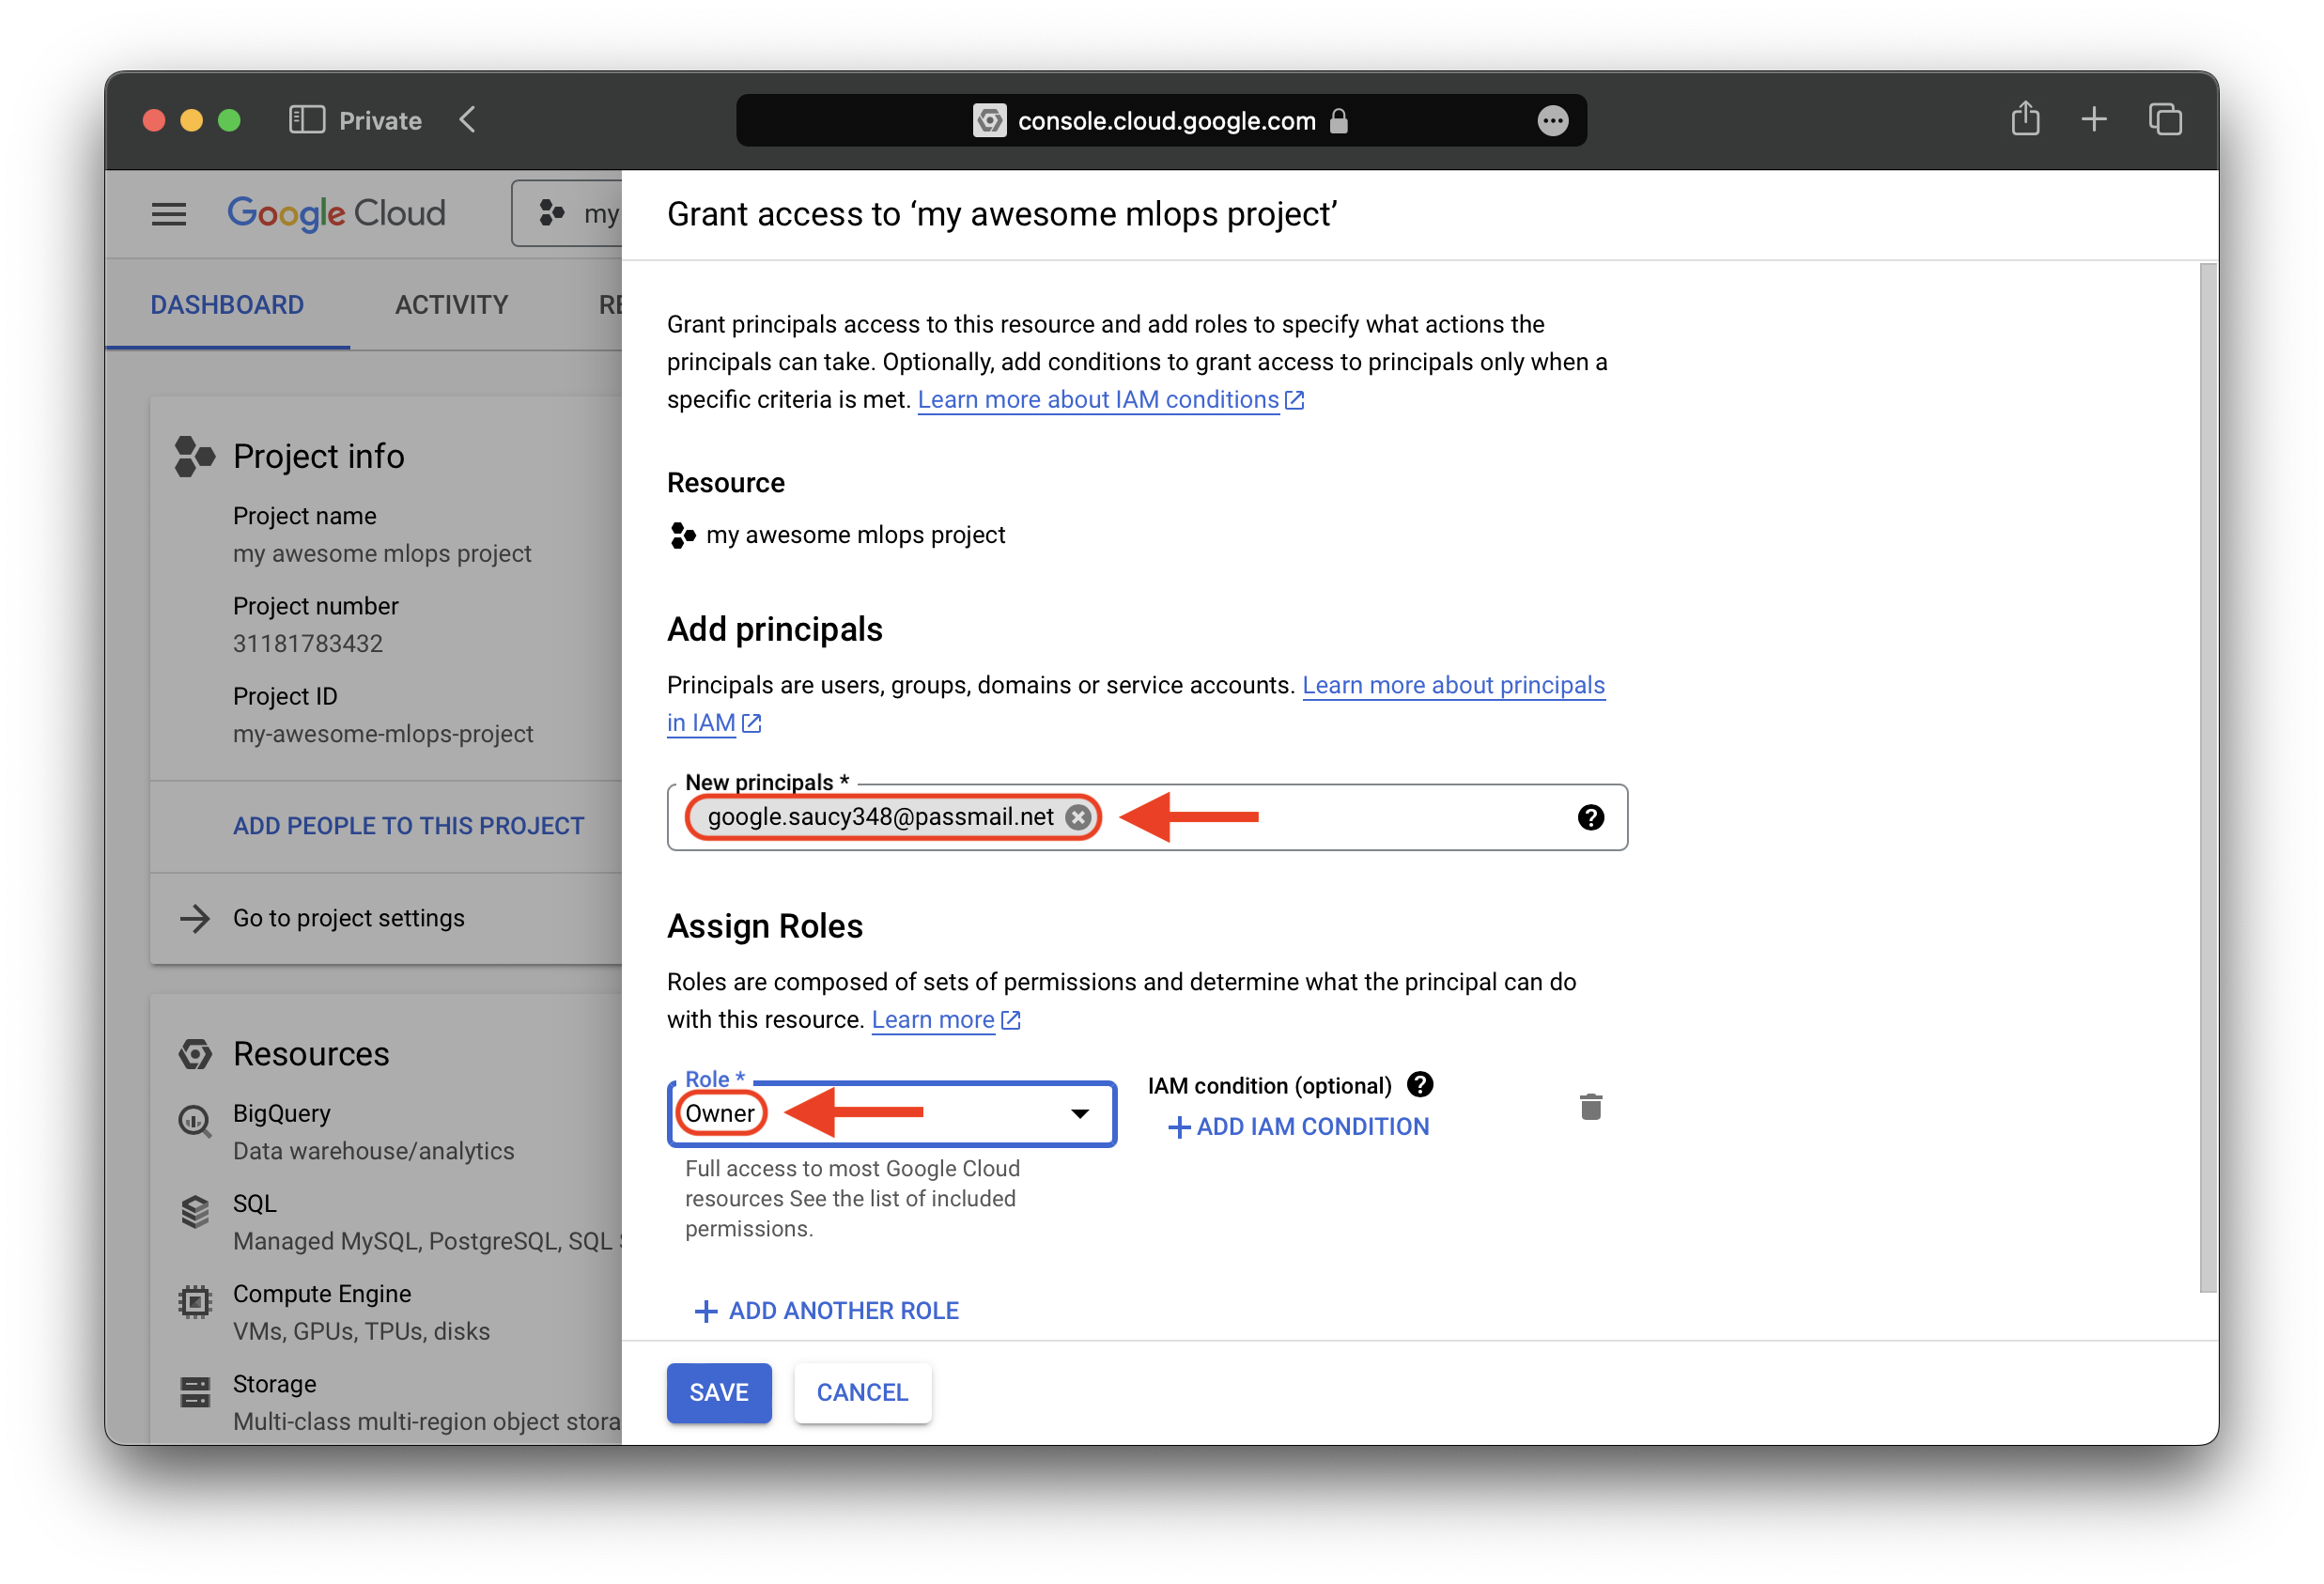 Private
console.cloud.google.com
Google Cloud
my
DASHBOARD
ACTIVITY
RE
Project info
Project name
my awesome mlops project
Project number
31181783432
Project ID
my-awesome-mlops-project
ADD PEOPLE TO THIS PROJECT
Go to project settings
Resources
BigQuery
Data warehouse/analytics
SQL
Managed MySQL, PostgreSQL, SQL
Compute Engine
VMs, GPUs, TPUs, disks
Storage
Multi-class multi-region object stora
Grant access to ‘my awesome mlops project’
Grant principals access to this resource and add roles to specify what actions the
principals can take. Optionally, add conditions to grant access to principals only when a
specific criteria is met. Learn more about IAM conditions
Resource
my awesome mlops project
Add principals
Principals are users, groups, domains or service accounts. Learn more about principals
in IAM
New principals *
google.saucy348@passmail.net
Assign Roles
Roles are composed of sets of permissions and determine what the principal can do
with this resource. Learn more
Role *
Owner
Full access to most Google Cloud
resources See the list of included
permissions.
IAM condition (optional)
+ ADD IAM CONDITION
+ ADD ANOTHER ROLE
SAVE
CANCEL